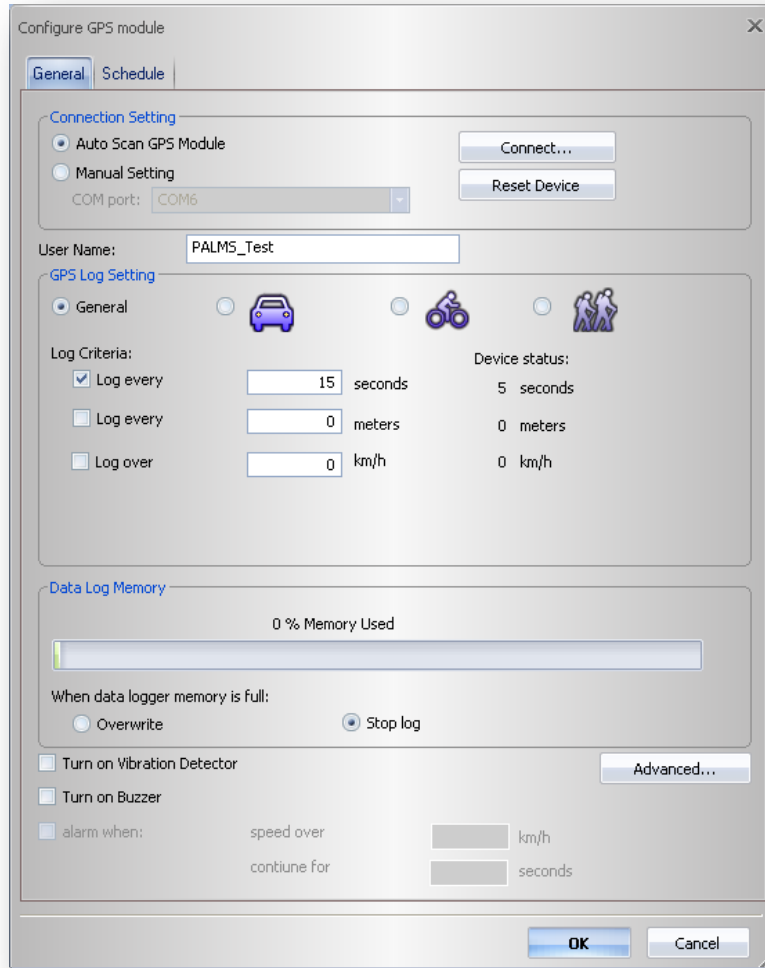 Configure GPS module
General Schedule
Connection Setting
Auto Scan GPS Module
Connect...
Manual Setting
Reset Device
COM port: COM6
User Name: PALMS_Test
GPS Log Setting
General
Log Criteria:
Device status:
Log every 15 seconds 5 seconds
Log every 0 meters 0 meters
Log over 0 km/h 0 km/h
Data Log Memory
0 % Memory Used
When data logger memory is full:
Overwrite Stop log
Turn on Vibration Detector
Advanced...
Turn on Buzzer
alarm when: speed over km/h
contiune for seconds
OK Cancel